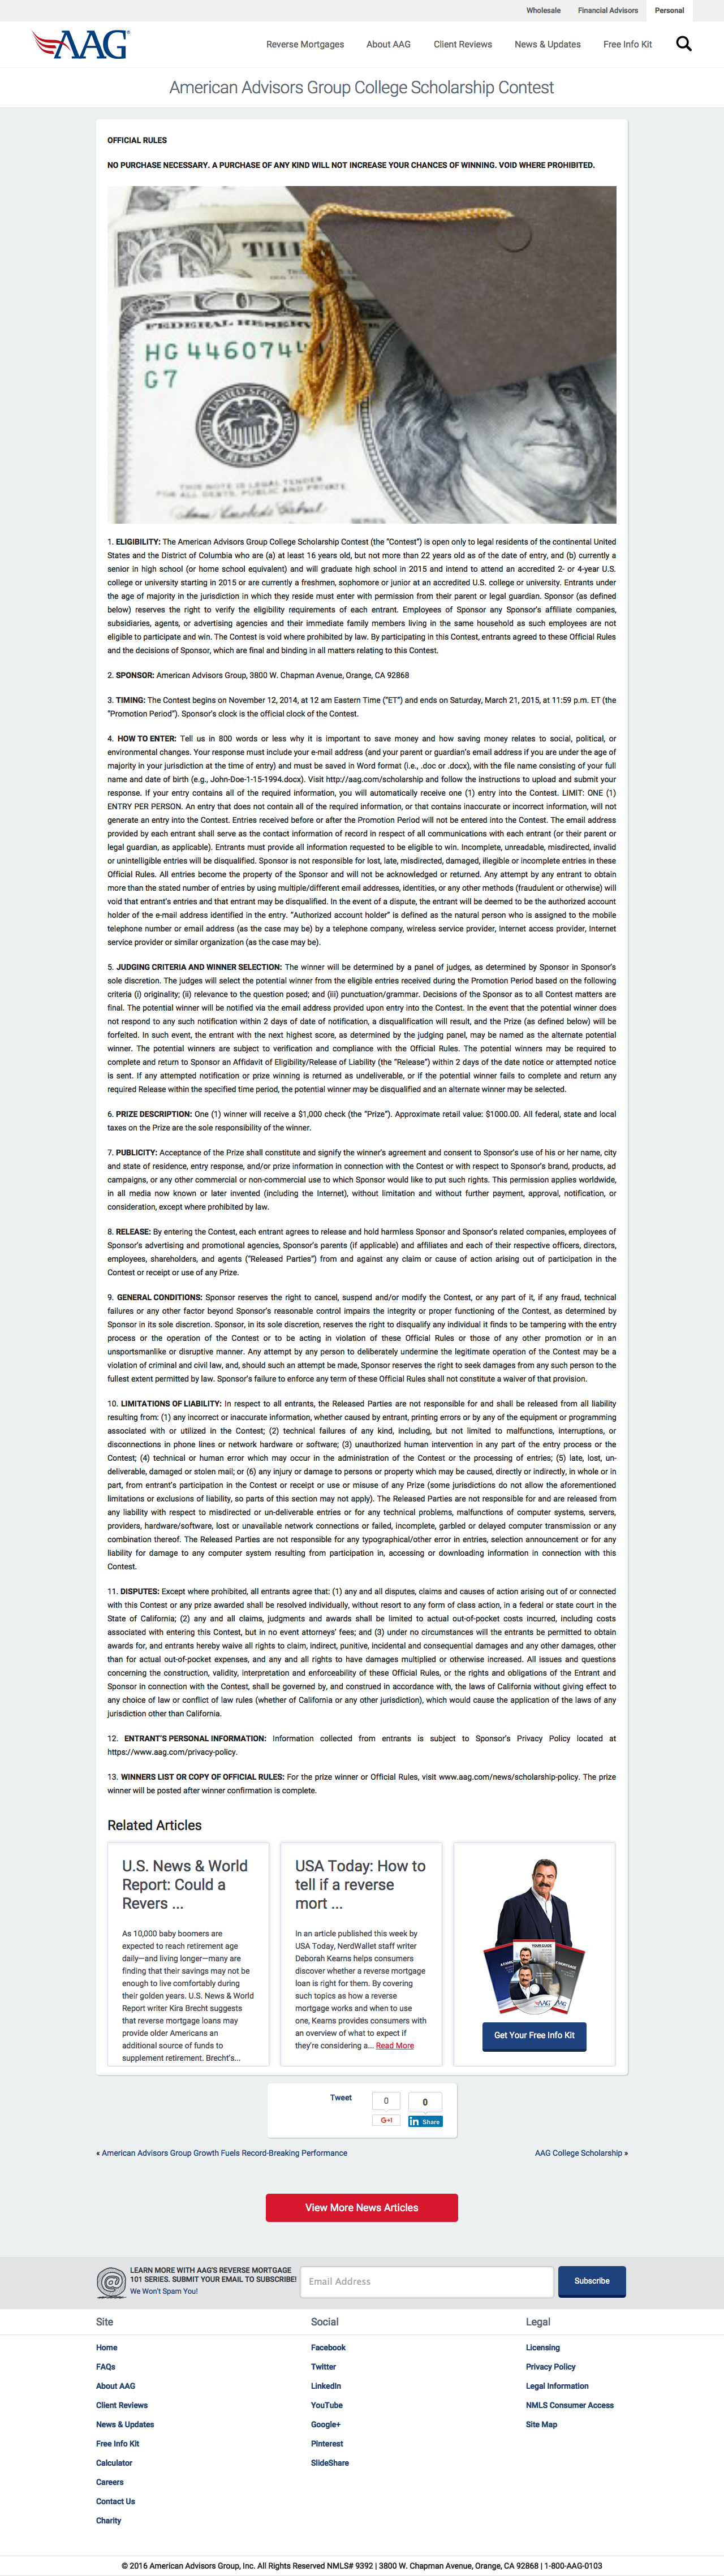 Wholesale Financial Advisors Personal
AAG
Reverse Mortgages About AAG Client Reviews News & Updates Free Info Kit
American Advisors Group College Scholarship Contest
OFFICIAL RULES
NO PURCHASE NECESSARY. A PURCHASE OF ANY KIND WILL NOT INCREASE YOUR CHANCES OF WINNING. VOID WHERE PROHIBITED.
FEDERAL RESERVE
HG 4460744
G7
UNITED STATES
FEDERAL RESERVE
THIS NOTE IS LEGAL TENDER
FOR ALL DEBTS, PUBLIC AND PRIVATE
1. ELIGIBILITY: The American Advisors Group College Scholarship Contest (the “Contest”) is open only to legal residents of the continental United
States and the District of Columbia who are (a) at least 16 years old, but not more than 22 years old as of the date of entry, and (b) currently a
senior in high school (or home school equivalent) and will graduate high school in 2015 and intend to attend an accredited 2- or 4-year U.S.
college or university starting in 2015 or are currently a freshmen, sophomore or junior at an accredited U.S. college or university. Entrants under
the age of majority in the jurisdiction in which they reside must enter with permission from their parent or legal guardian. Sponsor (as defined
below) reserves the right to verify the eligibility requirements of each entrant. Employees of Sponsor any Sponsor’s affiliate companies,
subsidiaries, agents, or advertising agencies and their immediate family members living in the same household as such employees are not
eligible to participate and win. The Contest is void where prohibited by law. By participating in this Contest, entrants agreed to these Official Rules
and the decisions of Sponsor, which are final and binding in all matters relating to this Contest.
2. SPONSOR: American Advisors Group, 3800 W. Chapman Avenue, Orange, CA 92868
3. TIMING: The Contest begins on November 12, 2014, at 12 am Eastern Time (“ET”) and ends on Saturday, March 21, 2015, at 11:59 p.m. ET (the
“Promotion Period”). Sponsor’s clock is the official clock of the Contest.
4. HOW TO ENTER: Tell us in 800 words or less why it is important to save money and how saving money relates to social, political, or
environmental changes. Your response must include your e-mail address (and your parent or guardian’s email address if you are under the age of
majority in your jurisdiction at the time of entry) and must be saved in Word format (i.e., .doc or .docx), with the file name consisting of your full
name and date of birth (e.g., John-Doe-1-15-1994.docx). Visit http://aag.com/scholarship and follow the instructions to upload and submit your
response. If your entry contains all of the required information, you will automatically receive one (1) entry into the Contest. LIMIT: ONE (1)
ENTRY PER PERSON. An entry that does not contain all of the required information, or that contains inaccurate or incorrect information, will not
generate an entry into the Contest. Entries received before or after the Promotion Period will not be entered into the Contest. The email address
provided by each entrant shall serve as the contact information of record in respect of all communications with each entrant (or their parent or
legal guardian, as applicable). Entrants must provide all information requested to be eligible to win. Incomplete, unreadable, misdirected, invalid
or unintelligible entries will be disqualified. Sponsor is not responsible for lost, late, misdirected, damaged, illegible or incomplete entries in these
Official Rules. All entries become the property of the Sponsor and will not be acknowledged or returned. Any attempt by any entrant to obtain
more than the stated number of entries by using multiple/different email addresses, identities, or any other methods (fraudulent or otherwise) will
void that entrant’s entries and that entrant may be disqualified. In the event of a dispute, the entrant will be deemed to be the authorized account
holder of the e-mail address identified in the entry. “Authorized account holder” is defined as the natural person who is assigned to the mobile
telephone number or email address (as the case may be) by a telephone company, wireless service provider, Internet access provider, Internet
service provider or similar organization (as the case may be).
5. JUDGING CRITERIA AND WINNER SELECTION: The winner will be determined by a panel of judges, as determined by Sponsor in Sponsor’s
sole discretion. The judges will select the potential winner from the eligible entries received during the Promotion Period based on the following
criteria (i) originality; (ii) relevance to the question posed; and (iii) punctuation/grammar. Decisions of the Sponsor as to all Contest matters are
final. The potential winner will be notified via the email address provided upon entry into the Contest. In the event that the potential winner does
not respond to any such notification within 2 days of date of notification, a disqualification will result, and the Prize (as defined below) will be
forfeited. In such event, the entrant with the next highest score, as determined by the judging panel, may be named as the alternate potential
winner. The potential winners are subject to verification and compliance with the Official Rules. The potential winners may be required to
complete and return to Sponsor an Affidavit of Eligibility/Release of Liability (the “Release”) within 2 days of the date notice or attempted notice
is sent. If any attempted notification or prize winning is returned as undeliverable, or if the potential winner fails to complete and return any
required Release within the specified time period, the potential winner may be disqualified and an alternate winner may be selected.
6. PRIZE DESCRIPTION: One (1) winner will receive a $1,000 check (the “Prize”). Approximate retail value: $1000.00. All federal, state and local
taxes on the Prize are the sole responsibility of the winner.
7. PUBLICITY: Acceptance of the Prize shall constitute and signify the winner’s agreement and consent to Sponsor’s use of his or her name, city
and state of residence, entry response, and/or prize information in connection with the Contest or with respect to Sponsor’s brand, products, ad
campaigns, or any other commercial or non-commercial use to which Sponsor would like to put such rights. This permission applies worldwide,
in all media now known or later invented (including the Internet), without limitation and without further payment, approval, notification, or
consideration, except where prohibited by law.
8. RELEASE: By entering the Contest, each entrant agrees to release and hold harmless Sponsor and Sponsor’s related companies, employees of
Sponsor’s advertising and promotional agencies, Sponsor’s parents (if applicable) and affiliates and each of their respective officers, directors,
employees, shareholders, and agents (“Released Parties”) from and against any claim or cause of action arising out of participation in the
Contest or receipt or use of any Prize.
9. GENERAL CONDITIONS: Sponsor reserves the right to cancel, suspend and/or modify the Contest, or any part of it, if any fraud, technical
failures or any other factor beyond Sponsor’s reasonable control impairs the integrity or proper functioning of the Contest, as determined by
Sponsor in its sole discretion. Sponsor, in its sole discretion, reserves the right to disqualify any individual it finds to be tampering with the entry
process or the operation of the Contest or to be acting in violation of these Official Rules or those of any other promotion or in an
unsportsmanlike or disruptive manner. Any attempt by any person to deliberately undermine the legitimate operation of the Contest may be a
violation of criminal and civil law, and, should such an attempt be made, Sponsor reserves the right to seek damages from any such person to the
fullest extent permitted by law. Sponsor’s failure to enforce any term of these Official Rules shall not constitute a waiver of that provision.
10. LIMITATIONS OF LIABILITY: In respect to all entrants, the Released Parties are not responsible for and shall be released from all liability
resulting from: (1) any incorrect or inaccurate information, whether caused by entrant, printing errors or by any of the equipment or programming
associated with or utilized in the Contest; (2) technical failures of any kind, including, but not limited to malfunctions, interruptions, or
disconnections in phone lines or network hardware or software; (3) unauthorized human intervention in any part of the entry process or the
Contest; (4) technical or human error which may occur in the administration of the Contest or the processing of entries; (5) late, lost, un-
deliverable, damaged or stolen mail; or (6) any injury or damage to persons or property which may be caused, directly or indirectly, in whole or in
part, from entrant’s participation in the Contest or receipt or use or misuse of any Prize (some jurisdictions do not allow the aforementioned
limitations or exclusions of liability, so parts of this section may not apply). The Released Parties are not responsible for and are released from
any liability with respect to misdirected or un-deliverable entries or for any technical problems, malfunctions of computer systems, servers,
providers, hardware/software, lost or unavailable network connections or failed, incomplete, garbled or delayed computer transmission or any
combination thereof. The Released Parties are not responsible for any typographical/other error in entries, selection announcement or for any
liability for damage to any computer system resulting from participation in, accessing or downloading information in connection with this
Contest.
11. DISPUTES: Except where prohibited, all entrants agree that: (1) any and all disputes, claims and causes of action arising out of or connected
with this Contest or any prize awarded shall be resolved individually, without resort to any form of class action, in a federal or state court in the
State of California; (2) any and all claims, judgments and awards shall be limited to actual out-of-pocket costs incurred, including costs
associated with entering this Contest, but in no event attorneys’ fees; and (3) under no circumstances will the entrants be permitted to obtain
awards for, and entrants hereby waive all rights to claim, indirect, punitive, incidental and consequential damages and any other damages, other
than for actual out-of-pocket expenses, and any and all rights to have damages multiplied or otherwise increased. All issues and questions
concerning the construction, validity, interpretation and enforceability of these Official Rules, or the rights and obligations of the Entrant and
Sponsor in connection with the Contest, shall be governed by, and construed in accordance with, the laws of California without giving effect to
any choice of law or conflict of law rules (whether of California or any other jurisdiction), which would cause the application of the laws of any
jurisdiction other than California.
12. ENTRANT’S PERSONAL INFORMATION: Information collected from entrants is subject to Sponsor’s Privacy Policy located at
https://www.aag.com/privacy-policy.
13. WINNERS LIST OR COPY OF OFFICIAL RULES: For the prize winner or Official Rules, visit www.aag.com/news/scholarship-policy. The prize
winner will be posted after winner confirmation is complete.
Related Articles
U.S. News & World
Report: Could a
Revers ...
As 10,000 baby boomers are
expected to reach retirement age
daily—and living longer—many are
finding that their savings may not be
enough to live comfortably during
their golden years. U.S. News & World
Report writer Kira Brecht suggests
that reverse mortgage loans may
provide older Americans an
additional source of funds to
supplement retirement. Brecht’s...
USA Today: How to
tell if a reverse
mort ...
In an article published this week by
USA Today, NerdWallet staff writer
Deborah Kearns helps consumers
discover whether a reverse mortgage
loan is right for them. By covering
such topics as how a reverse
mortgage works and when to use
one, Kearns provides consumers with
an overview of what to expect if
they’re considering a... Read More
YOUR GUIDE
AAG
Get Your Free Info Kit
Tweet
0
G+1
0
in Share
« American Advisors Group Growth Fuels Record-Breaking Performance
AAG College Scholarship »
View More News Articles
LEARN MORE WITH AAG'S REVERSE MORTGAGE
101 SERIES. SUBMIT YOUR EMAIL TO SUBSCRIBE!
We Won't Spam You!
Email Address
Subscribe
Site
Home
FAQs
About AAG
Client Reviews
News & Updates
Free Info Kit
Calculator
Careers
Contact Us
Charity
Social
Facebook
Twitter
LinkedIn
YouTube
Google+
Pinterest
SlideShare
Legal
Licensing
Privacy Policy
Legal Information
NMLS Consumer Access
Site Map
© 2016 American Advisors Group, Inc. All Rights Reserved NMLS# 9392 | 3800 W. Chapman Avenue, Orange, CA 92868 | 1-800-AAG-0103